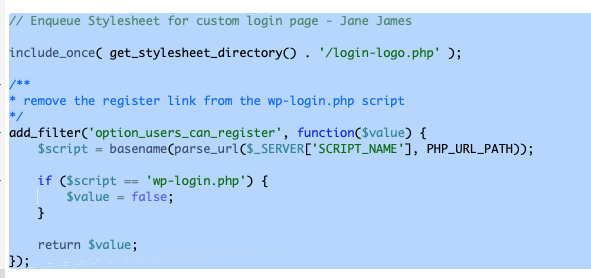 // Enqueue Stylesheet for custom login page - Jane James
include_once( get_stylesheet_directory() . '/login-logo.php' );
/**
* remove the register link from the wp-login.php script
*/
add_filter('option_users_can_register', function($value) {
    $script = basename(parse_url($_SERVER['SCRIPT_NAME'], PHP_URL_PATH));
    if ($script == 'wp-login.php') {
        $value = false;
    }
    return $value;
});